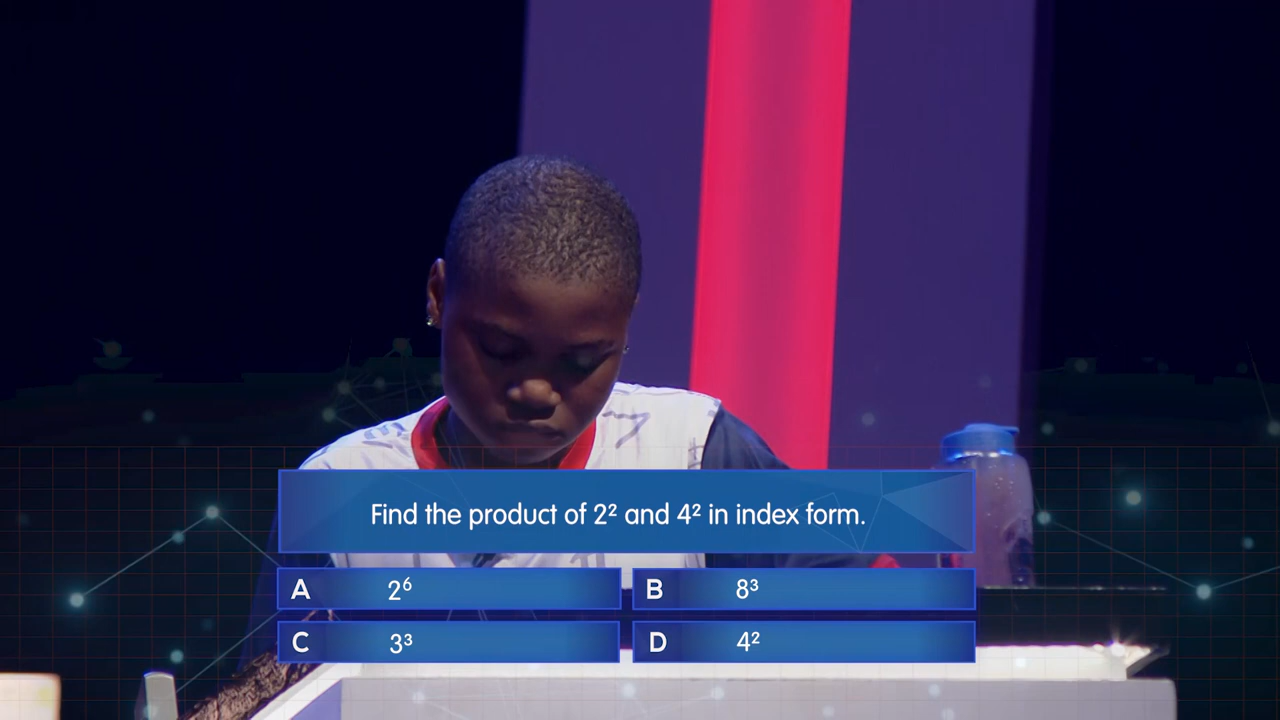 Find the product of 2² and 4² in index form.
A 2⁶
B 8³
C 3³
D 4²